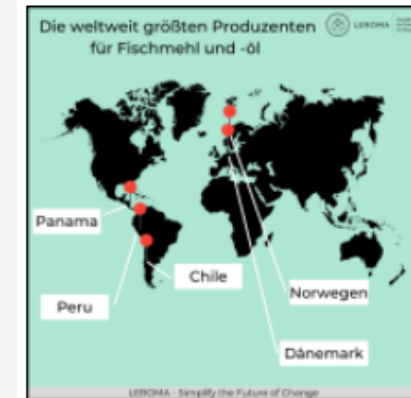 Die weltweit größten Produzenten
für Fischmehl und -öl
LEROMA
Panama
Chile
Peru
Norwegen
Dänemark
LEROMA - Simplify the Future of Change